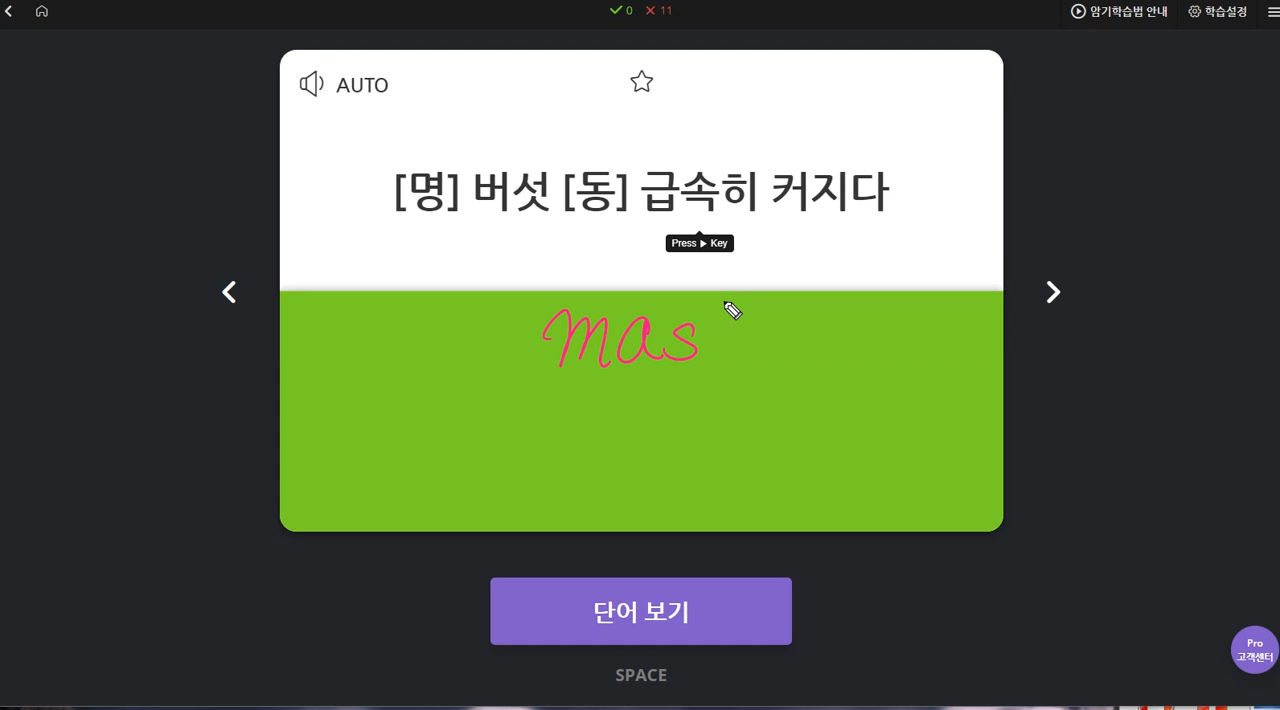 0 11 암기학습법 안내 학습설정
AUTO
[명] 버섯 [동] 급속히 커지다
Press ▶ Key
mas
단어 보기
SPACE
Pro
고객센터